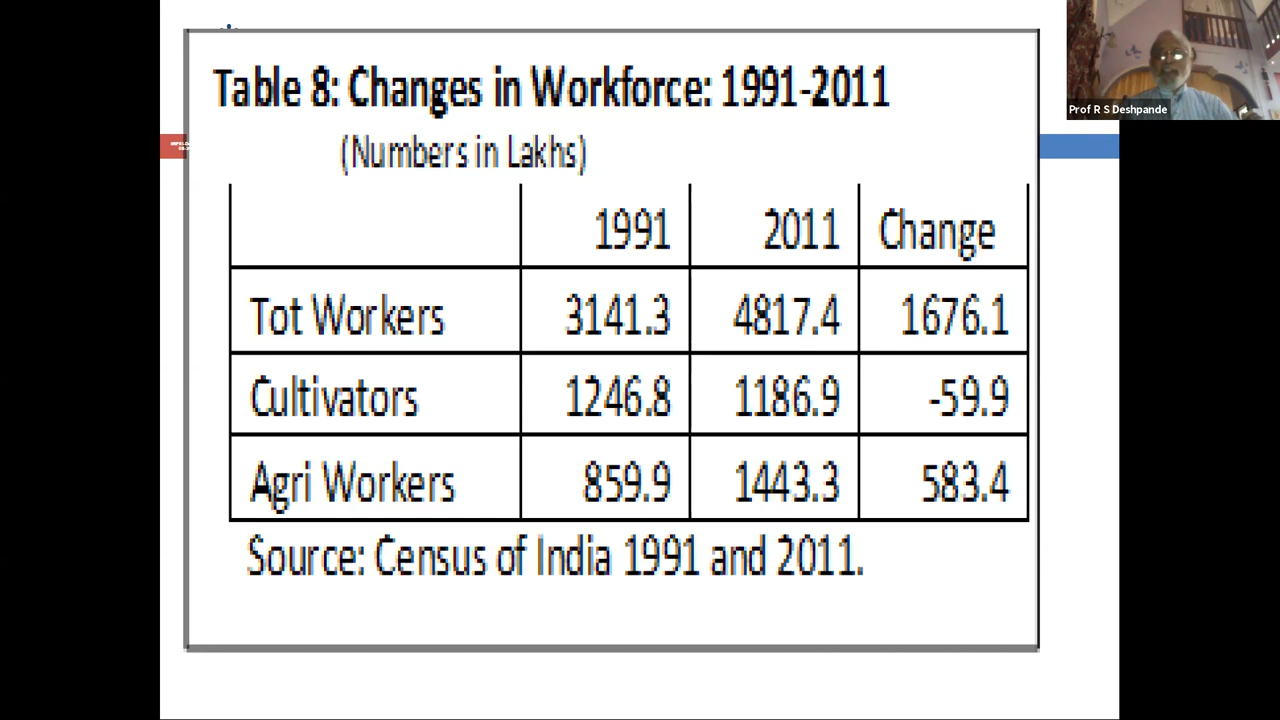 Table 8: Changes in Workforce: 1991-2011
(Numbers in Lakhs)
1991 2011 Change
Tot Workers 3141.3 4817.4 1676.1
Cultivators 1246.8 1186.9 -59.9
Agri Workers 859.9 1443.3 583.4
Source: Census of India 1991 and 2011.
Prof R S Deshpande